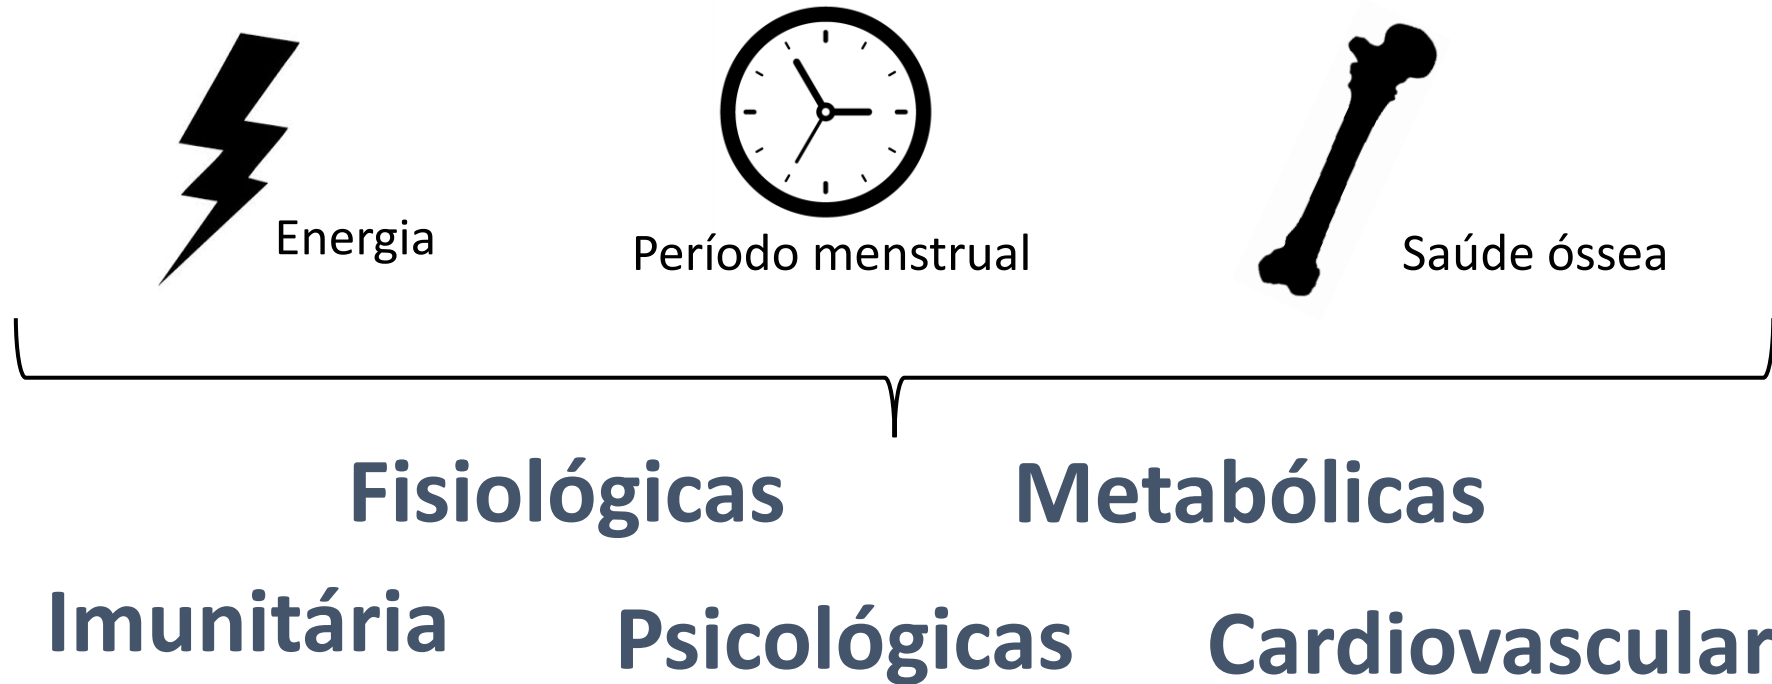 Energia
Período menstrual
Saúde óssea
Fisiológicas
Metabólicas
Imunitária
Psicológicas
Cardiovascular